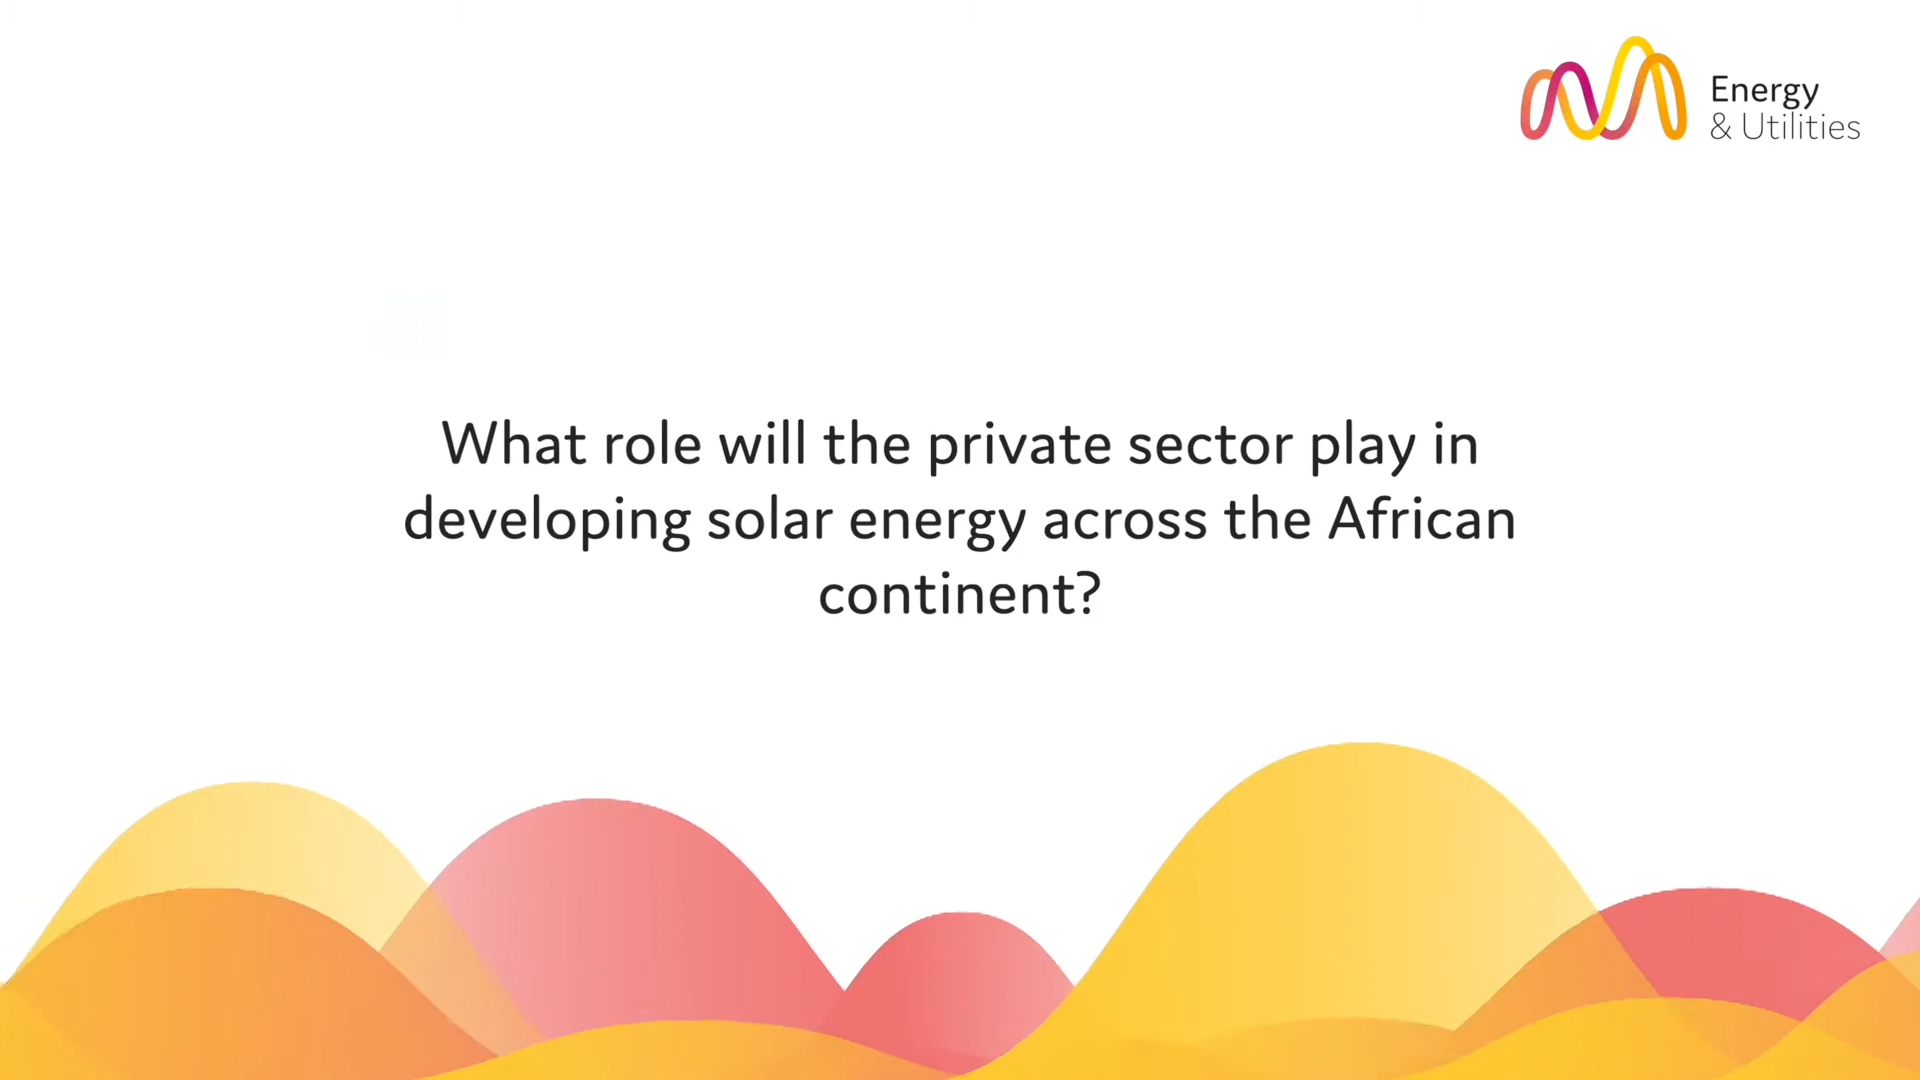 Energy
& Utilities
What role will the private sector play in
developing solar energy across the African
continent?